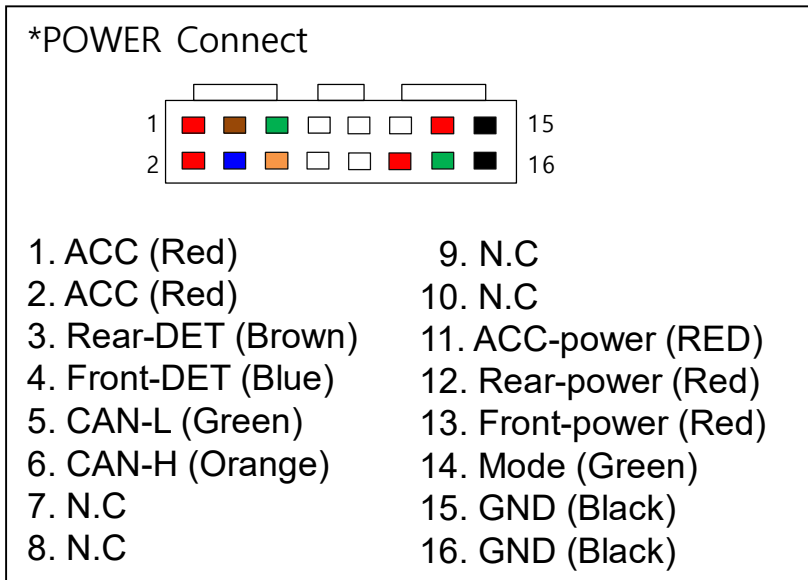 *POWER Connect
1
15
2
16
1. ACC (Red)
2. ACC (Red)
3. Rear-DET (Brown)
4. Front-DET (Blue)
5. CAN-L (Green)
6. CAN-H (Orange)
7. N.C
8. N.C
9. N.C
10. N.C
11. ACC-power (RED)
12. Rear-power (Red)
13. Front-power (Red)
14. Mode (Green)
15. GND (Black)
16. GND (Black)